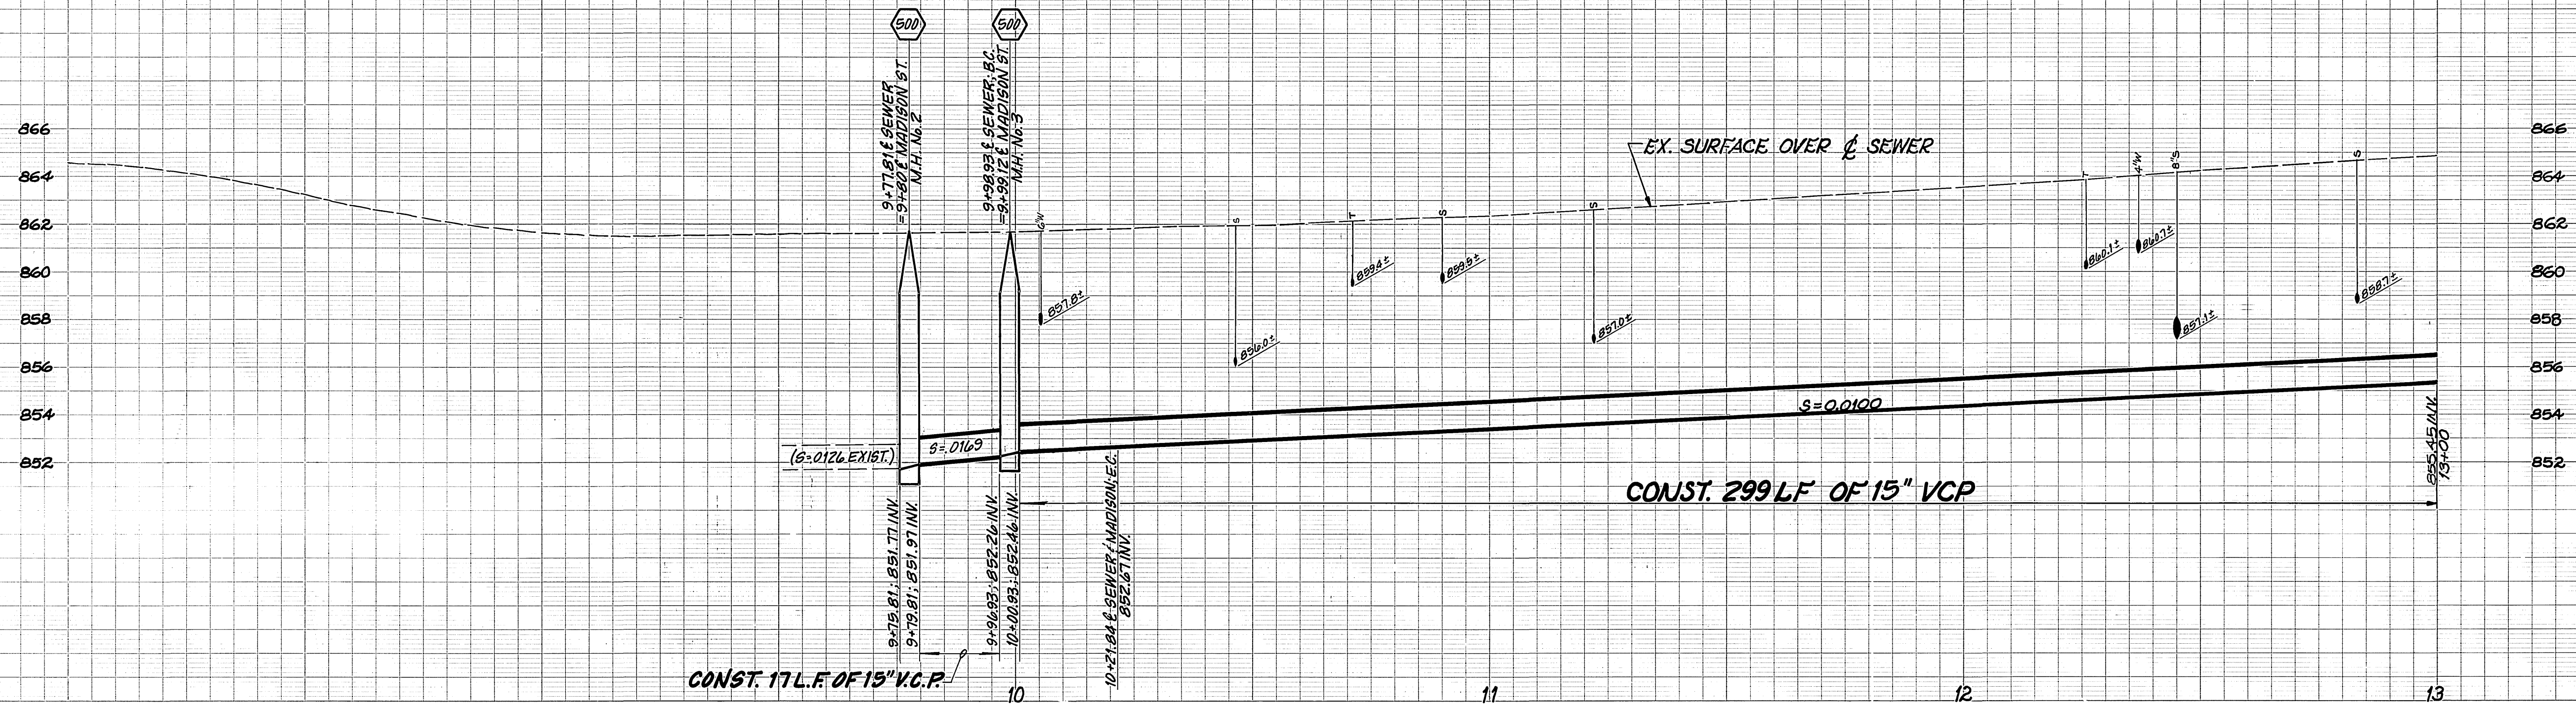 500
500
9+77.81 ℄ SEWER
=9+80 ℄ MADISON ST.
M.H. No.2
9+98.93 ℄ SEWER; B.C.
=9+99.12 ℄ MADISON ST.
M.H. No.3
866
864
862
860
858
856
854
852
EX. SURFACE OVER ℄ SEWER
6"W
857.8±
S
856.0±
T
859.4±
S
859.5±
S
857.0±
T
860.1±
4"W
860.7±
8"S
857.1±
S
858.7±
866
864
862
860
858
856
854
852
(S=.0126 EXIST.)
S=.0169
S=0.0100
855.45 INV.
13+00
CONST. 299 LF OF 15" VCP
9+75.81; 851.77 INV.
9+79.81; 851.97 INV.
9+96.93; 852.26 INV.
10+00.93; 852.46 INV.
10+21.84 ℄ SEWER / MADISON; E.C.
852.67 INV.
CONST. 17 L.F. OF 15" V.C.P.
10
11
12
13